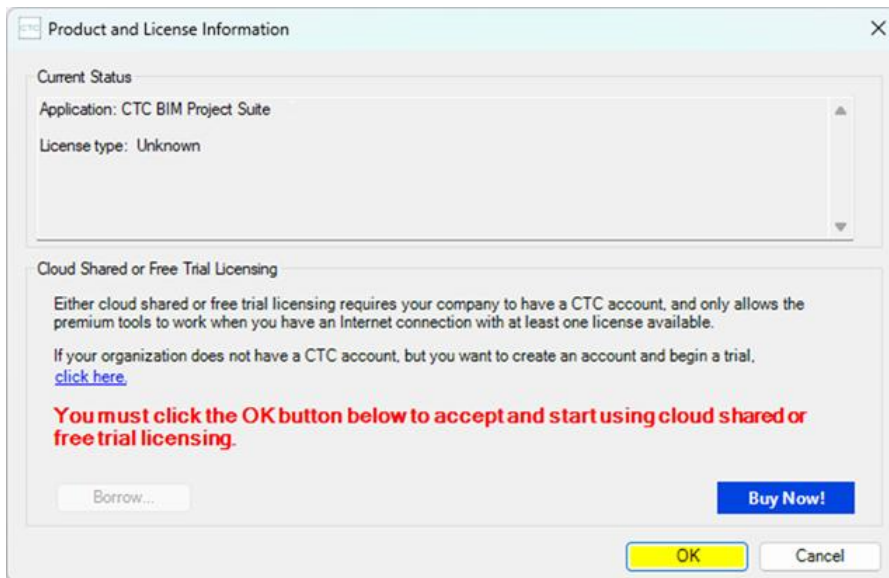 CTC
Product and License Information
Current Status
Application: CTC BIM Project Suite
License type: Unknown
Cloud Shared or Free Trial Licensing
Either cloud shared or free trial licensing requires your company to have a CTC account, and only allows the
premium tools to work when you have an Internet connection with at least one license available.
If your organization does not have a CTC account, but you want to create an account and begin a trial,
click here.
You must click the OK button below to accept and start using cloud shared or
free trial licensing.
Borrow...
Buy Now!
OK
Cancel